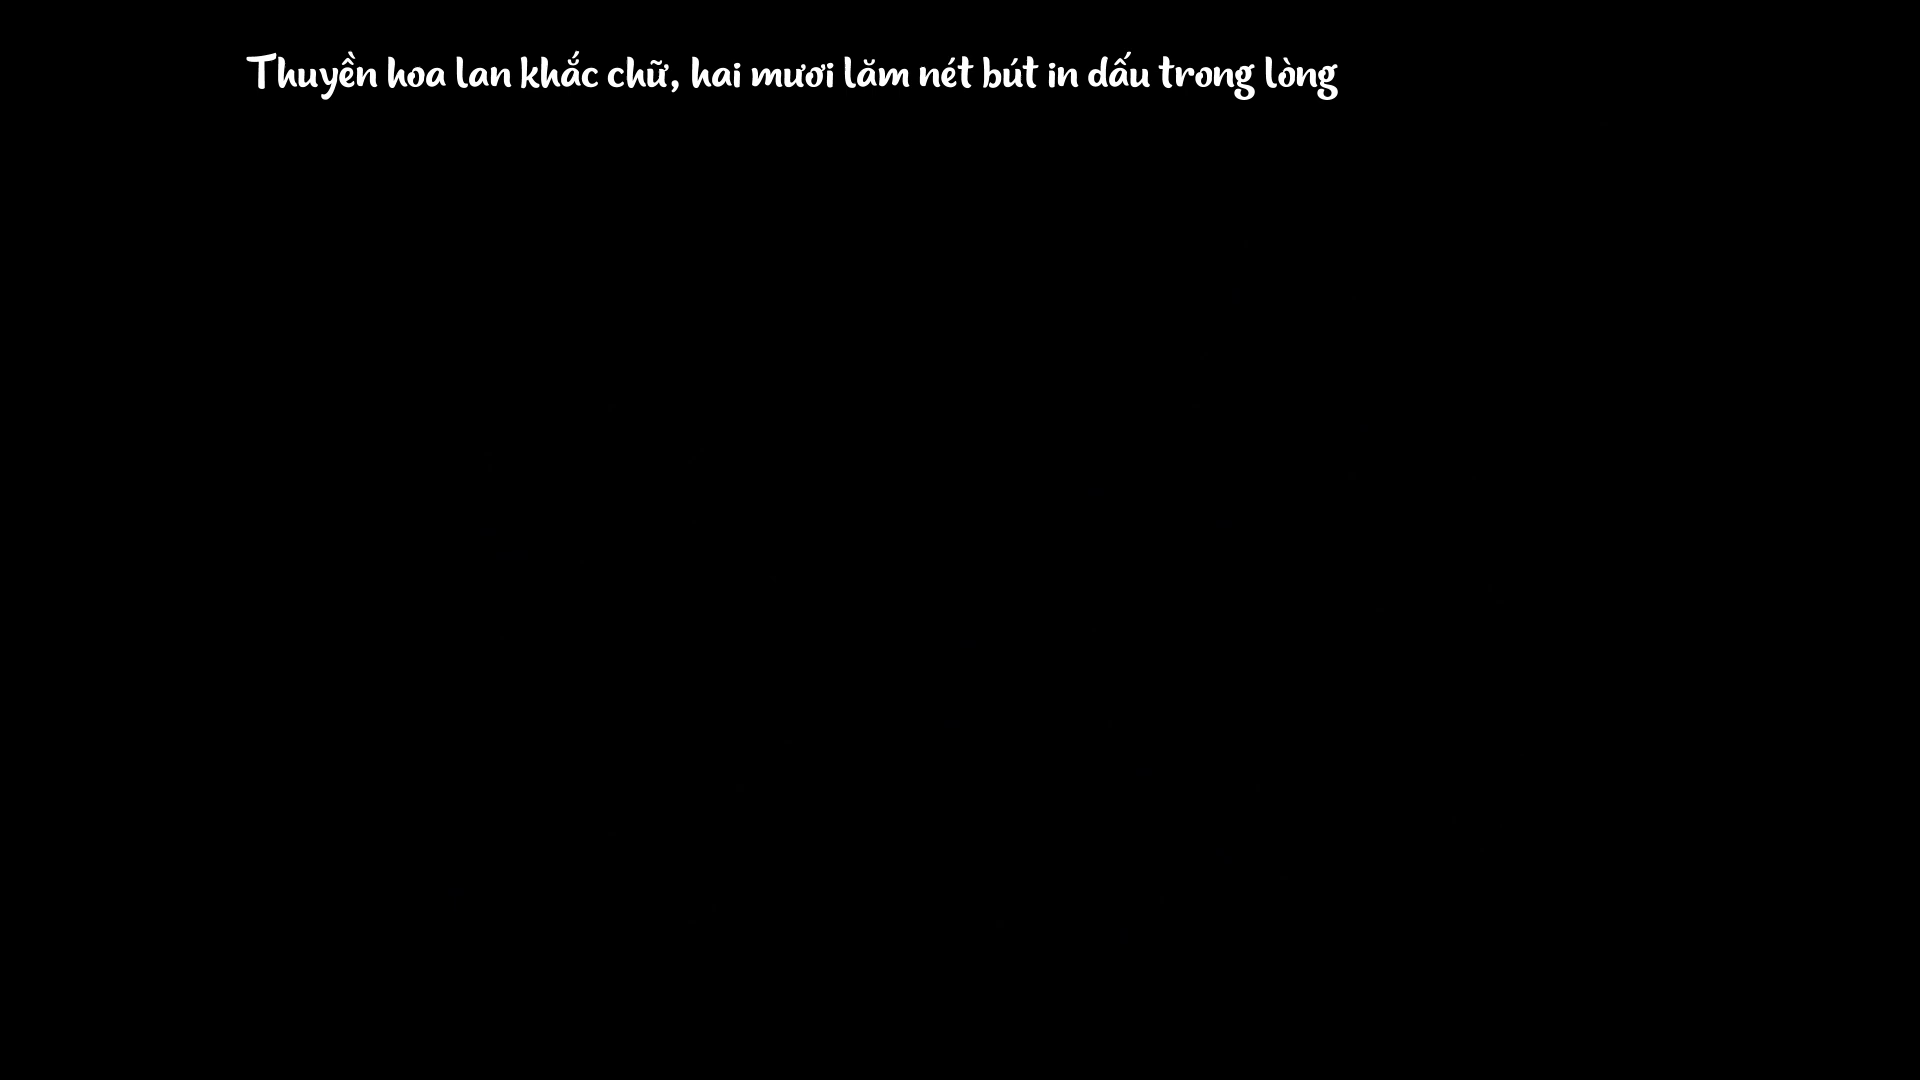 Thuyền hoa lan khắc chữ, hai mươi lăm nét bút in dấu trong lòng